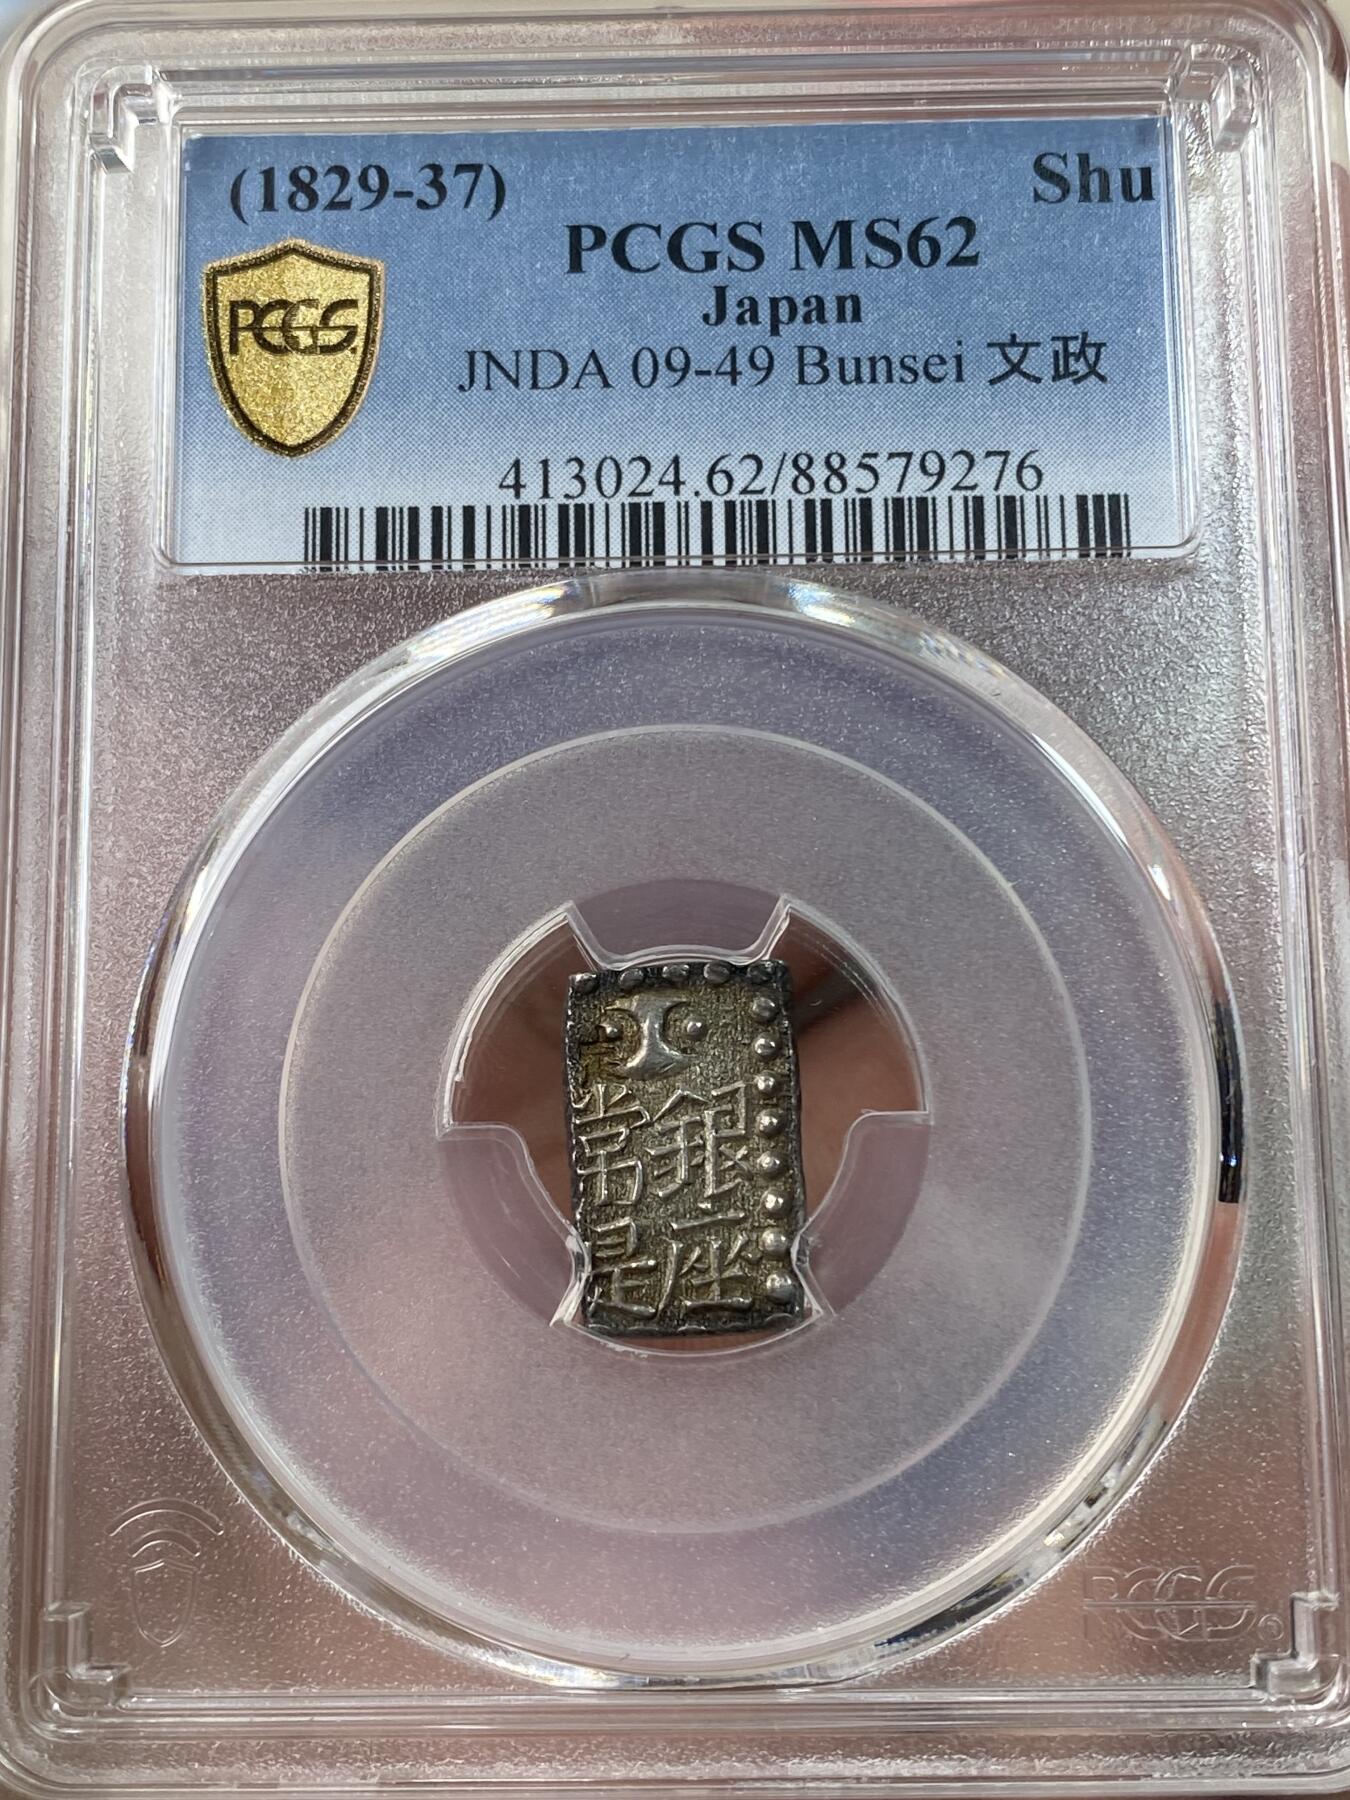 (1829-37) Shu
PCGS MS62
PCGS
Japan
JNDA 09-49 Bunsei 文政
413024.62/88579276
銀座
常是
PCGS